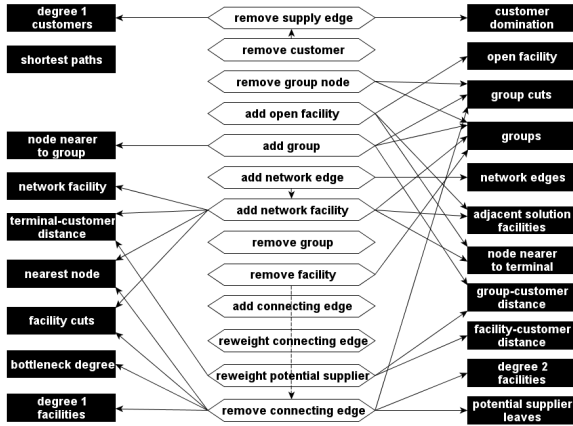 degree 1
customers
shortest paths
node nearer
to group
network facility
terminal-customer
distance
nearest node
facility cuts
bottleneck degree
degree 1
facilities
remove supply edge
remove customer
remove group node
add open facility
add group
add network edge
add network facility
remove group
remove facility
add connecting edge
reweight connecting edge
reweight potential supplier
remove connecting edge
customer
domination
open facility
group cuts
groups
network edges
adjacent solution
facilities
node nearer
to terminal
group-customer
distance
facility-customer
distance
degree 2
facilities
potential supplier
leaves